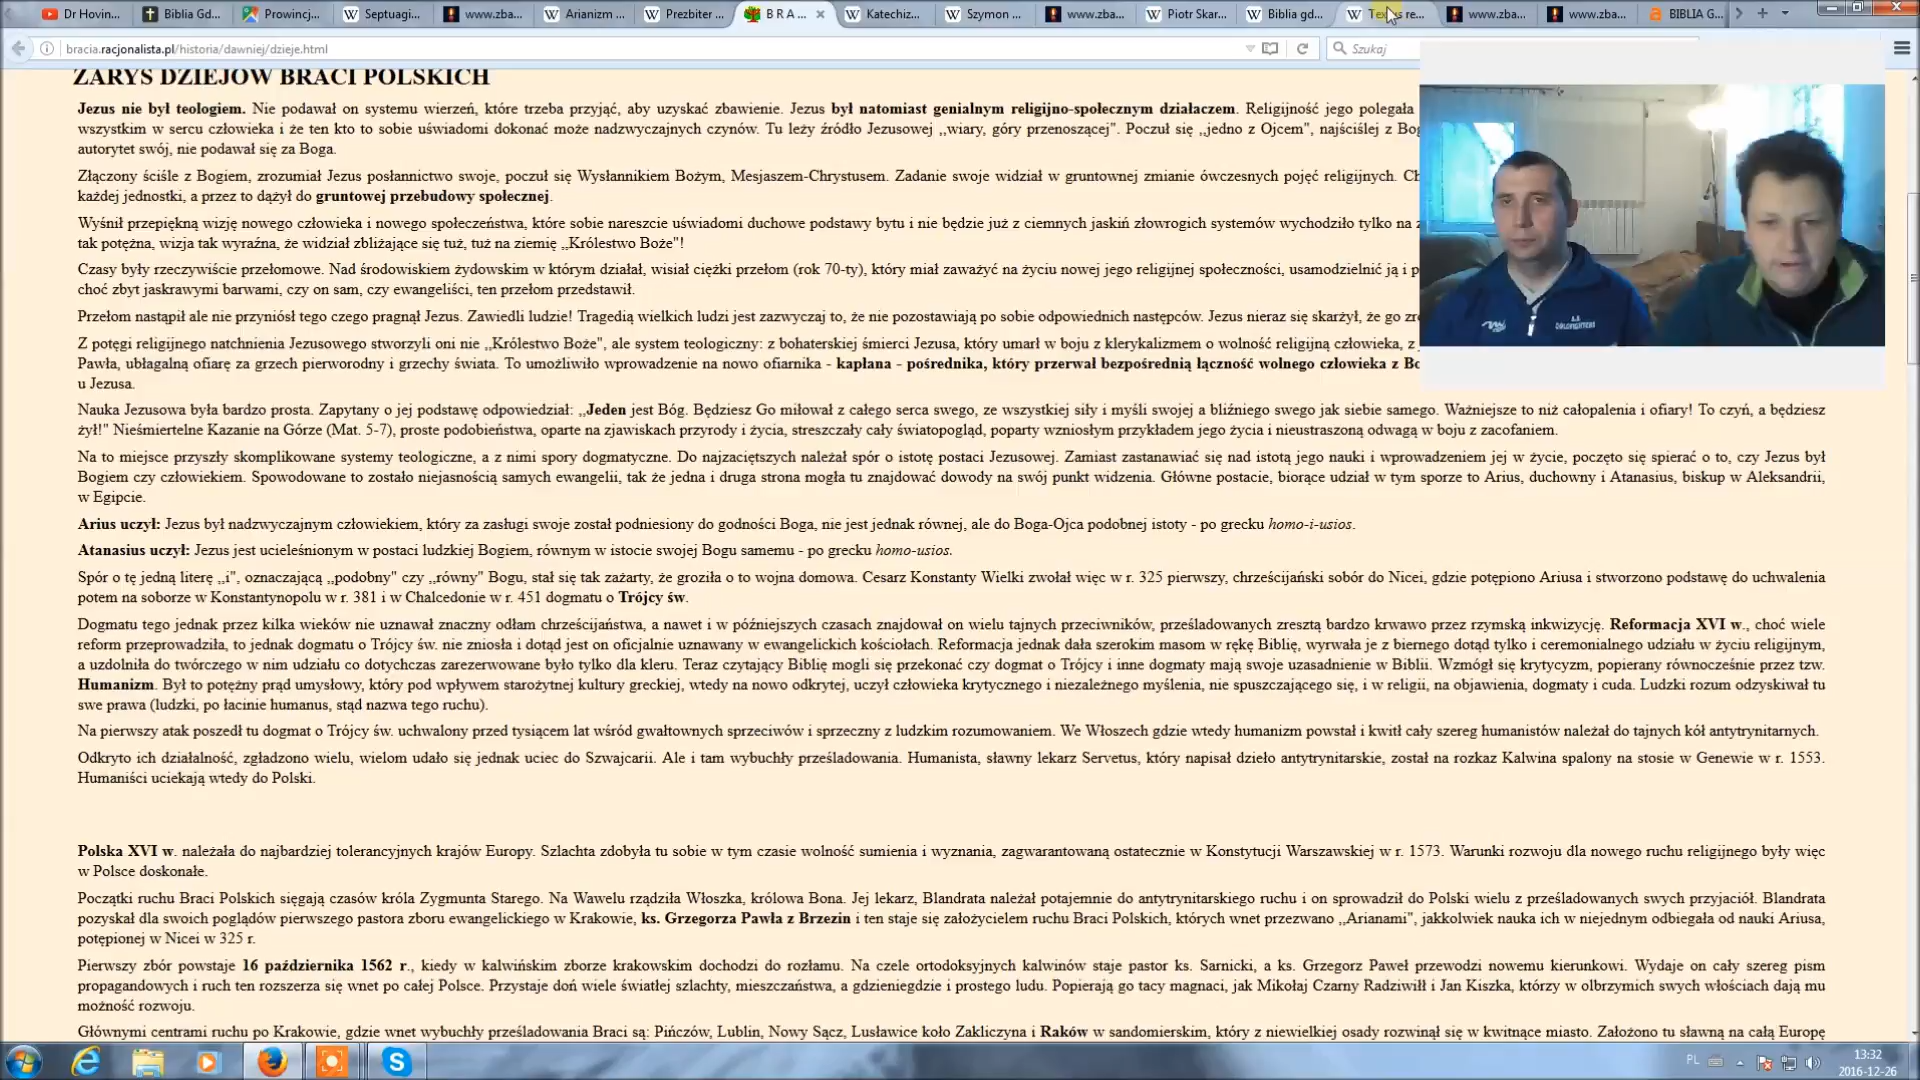 Dr Hovin... Biblia Gd... Prowincj... Septuagi... www.zba... Arianizm ... Prezbiter ... B R A ... Katechiz... Szymon ... www.zba... Piotr Skar... Biblia gd... www.zba... www.zba... BIBLIA G...
bracia.racjonalista.pl/historia/dawniej/dzieje.html Szukaj
ZARYS DZIEJÓW BRACI POLSKICH
Jezus nie był teologiem. Nie podawał on systemu wierzeń, które trzeba przyjąć, aby uzyskać zbawienie. Jezus był natomiast genialnym religijno-społecznym działaczem. Religijność jego polegała
wszystkim w sercu człowieka i że ten kto to sobie uświadomi dokonać może nadzwyczajnych czynów. Tu leży źródło Jezusowej ,,wiary, góry przenoszącej". Poczuł się ,,jedno z Ojcem", najściślej z Bog
autorytet swój, nie podawał się za Boga.
Złączony ściśle z Bogiem, zrozumiał Jezus posłannictwo swoje, poczuł się Wysłannikiem Bożym, Mesjaszem-Chrystusem. Zadanie swoje widział w gruntownej zmianie ówczesnych pojęć religijnych. Ch
każdej jednostki, a przez to dążył do gruntowej przebudowy społecznej.
Wyśnił przepiękną wizję nowego człowieka i nowego społeczeństwa, które sobie nareszcie uświadomi duchowe podstawy bytu i nie będzie już z ciemnych jaskiń złowrogich systemów wychodziło tylko na z
tak potężna, wizja tak wyraźna, że widział zbliżające się tuż, tuż na ziemię ,,Królestwo Boże"!
Czasy były rzeczywiście przełomowe. Nad środowiskiem żydowskim w którym działał, wisiał ciężki przełom (rok 70-ty), który miał zaważyć na życiu nowej jego religijnej społeczności, usamodzielnić ją i p
choć zbyt jaskrawymi barwami, czy on sam, czy ewangeliści, ten przełom przedstawił.
Przełom nastąpił ale nie przyniósł tego czego pragnął Jezus. Zawiedli ludzie! Tragedią wielkich ludzi jest zazwyczaj to, że nie pozostawiają po sobie odpowiednich następców. Jezus nieraz się skarżył, że go zro
Z potęgi religijnego natchnienia Jezusowego stworzyli oni nie ,,Królestwo Boże", ale system teologiczny: z bohaterskiej śmierci Jezusa, który umarł w boju z klerykalizmem o wolność religijną człowieka, z
Pawła, ubłagalną ofiarę za grzech pierworodny i grzechy świata. To umożliwiło wprowadzenie na nowo ofiarnika - kapłana - pośrednika, który przerwał bezpośrednią łączność wolnego człowieka z Bo
u Jezusa.
Nauka Jezusowa była bardzo prosta. Zapytany o jej podstawę odpowiedział: ,,Jeden jest Bóg. Będziesz Go miłował z całego serca swego, ze wszystkiej siły i myśli swojej a bliźniego swego jak siebie samego. Ważniejsze to niż całopalenia i ofiary! To czyń, a będziesz
żył!" Nieśmiertelne Kazanie na Górze (Mat. 5-7), proste podobieństwa, oparte na zjawiskach przyrody i życia, streszczały cały światopogląd, poparty wzniosłym przykładem jego życia i nieustraszoną odwagą w boju z zacofaniem.
Na to miejsce przyszły skomplikowane systemy teologiczne, a z nimi spory dogmatyczne. Do najzaciętszych należał spór o istotę postaci Jezusowej. Zamiast zastanawiać się nad istotą jego nauki i wprowadzeniem jej w życie, poczęto się spierać o to, czy Jezus był
Bogiem czy człowiekiem. Spowodowane to zostało niejasnością samych ewangelii, tak że jedna i druga strona mogła tu znajdować dowody na swój punkt widzenia. Główne postacie, biorące udział w tym sporze to Arius, duchowny i Atanasius, biskup w Aleksandrii,
w Egipcie.
Arius uczył: Jezus był nadzwyczajnym człowiekiem, który za zasługi swoje został podniesiony do godności Boga, nie jest jednak równej, ale do Boga-Ojca podobnej istoty - po grecku homo-i-usios.
Atanasius uczył: Jezus jest ucieleśnionym w postaci ludzkiej Bogiem, równym w istocie swojej Bogu samemu - po grecku homo-usios.
Spór o tę jedną literę ,,i", oznaczającą ,,podobny" czy ,,równy" Bogu, stał się tak zażarty, że groziła o to wojna domowa. Cesarz Konstanty Wielki zwołał więc w r. 325 pierwszy, chrześcijański sobór do Nicei, gdzie potępiono Ariusa i stworzono podstawę do uchwalenia
potem na soborze w Konstantynopolu w r. 381 i w Chalcedonie w r. 451 dogmatu o Trójcy św.
Dogmatu tego jednak przez kilka wieków nie uznawał znaczny odłam chrześcijaństwa, a nawet i w późniejszych czasach znajdował on wielu tajnych przeciwników, prześladowanych zresztą bardzo krwawo przez rzymską inkwizycję. Reformacja XVI w., choć wiele
reform przeprowadziła, to jednak dogmatu o Trójcy św. nie zniosła i dotąd jest on oficjalnie uznawany w ewangelickich kościołach. Reformacja jednak dała szerokim masom w rękę Biblię, wyrwała je z biernego dotąd tylko i ceremonialnego udziału w życiu religijnym,
a uzdolniła do twórczego w nim udziału co dotychczas zarezerwowane było tylko dla kleru. Teraz czytający Biblię mogli się przekonać czy dogmat o Trójcy i inne dogmaty mają swoje uzasadnienie w Biblii. Wzmógł się krytycyzm, popierany równocześnie przez tzw.
Humanizm. Był to potężny prąd umysłowy, który pod wpływem starożytnej kultury greckiej, wtedy na nowo odkrytej, uczył człowieka krytycznego i niezależnego myślenia, nie spuszczającego się, i w religii, na objawienia, dogmaty i cuda. Ludzki rozum odzyskiwał tu
swe prawa (ludzki, po łacinie humanus, stąd nazwa tego ruchu).
Na pierwszy atak poszedł tu dogmat o Trójcy św. uchwalony przed tysiącem lat wśród gwałtownych sprzeciwów i sprzeczny z ludzkim rozumowaniem. We Włoszech gdzie wtedy humanizm powstał i kwitł cały szereg humanistów należał do tajnych kół antytrynitarnych.
Odkryto ich działalność, zgładzono wielu, wielom udało się jednak uciec do Szwajcarii. Ale i tam wybuchły prześladowania. Humanista, sławny lekarz Servetus, który napisał dzieło antytrynitarskie, został na rozkaz Kalwina spalony na stosie w Genewie w r. 1553.
Humaniści uciekają wtedy do Polski.
Polska XVI w. należała do najbardziej tolerancyjnych krajów Europy. Szlachta zdobyła tu sobie w tym czasie wolność sumienia i wyznania, zagwarantowaną ostatecznie w Konstytucji Warszawskiej w r. 1573. Warunki rozwoju dla nowego ruchu religijnego były więc
w Polsce doskonałe.
Początki ruchu Braci Polskich sięgają czasów króla Zygmunta Starego. Na Wawelu rządziła Włoszka, królowa Bona. Jej lekarz, Blandrata należał potajemnie do antytrynitarskiego ruchu i on sprowadził do Polski wielu z prześladowanych swych przyjaciół. Blandrata
pozyskał dla swoich poglądów pierwszego pastora zboru ewangelickiego w Krakowie, ks. Grzegorza Pawła z Brzezin i ten staje się założycielem ruchu Braci Polskich, których wnet przezwano ,,Arianami", jakkolwiek nauka ich w niejednym odbiegała od nauki Ariusa,
potępionej w Nicei w 325 r.
Pierwszy zbór powstaje 16 października 1562 r., kiedy w kalwińskim zborze krakowskim dochodzi do rozłamu. Na czele ortodoksyjnych kalwinów staje pastor ks. Sarnicki, a ks. Grzegorz Paweł przewodzi nowemu kierunkowi. Wydaje on cały szereg pism
propagandowych i ruch ten rozszerza się wnet po całej Polsce. Przystaje doń wiele światłej szlachty, mieszczaństwa, a gdzieniegdzie i prostego ludu. Popierają go tacy magnaci, jak Mikołaj Czarny Radziwiłł i Jan Kiszka, którzy w olbrzymich swych włościach dają mu
możność rozwoju.
Głównymi centrami ruchu po Krakowie, gdzie wnet wybuchły prześladowania Braci są: Pińczów, Lublin, Nowy Sącz, Lusławice koło Zakliczyna i Raków w sandomierskim, który z niewielkiej osady rozwinął się w kwitnące miasto. Założono tu sławną na całą Europę
PL 13:32
2016-12-26